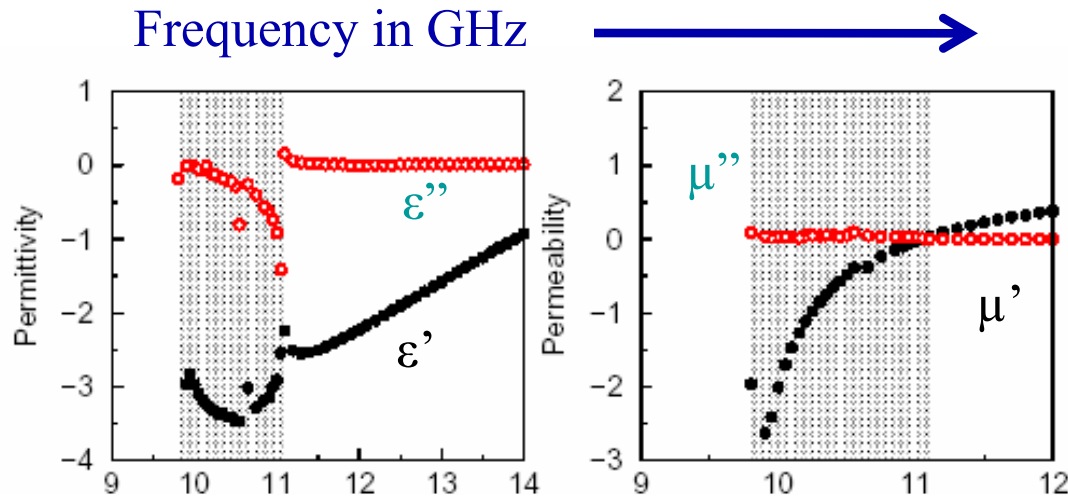 Frequency in GHz
Permittivity
1
0
−1
−2
−3
−4
9 10 11 12 13 14
ε’’
ε’
Permeability
2
1
0
−1
−2
−3
9 10 11 12
μ’’
μ’